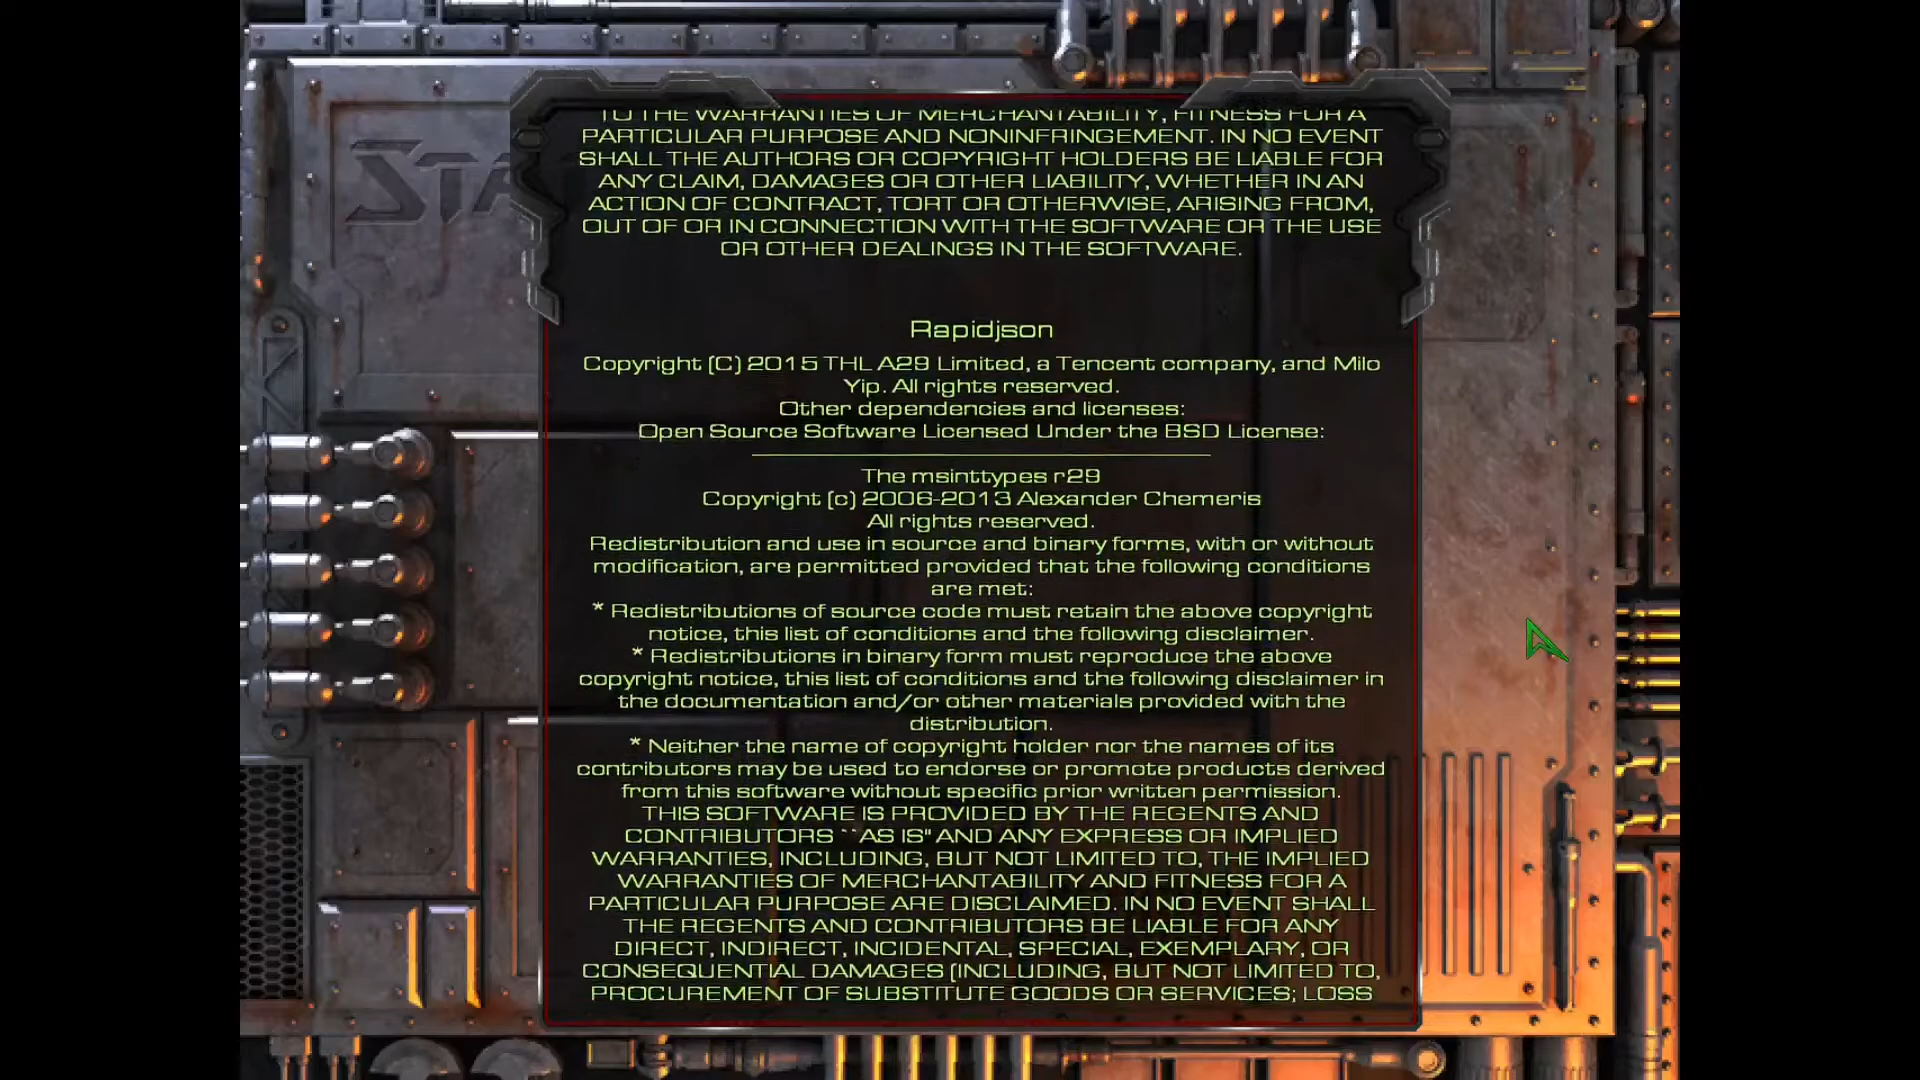 STA
TO THE WARRANTIES OF MERCHANTABILITY, FITNESS FOR A
PARTICULAR PURPOSE AND NONINFRINGEMENT. IN NO EVENT
SHALL THE AUTHORS OR COPYRIGHT HOLDERS BE LIABLE FOR
ANY CLAIM, DAMAGES OR OTHER LIABILITY, WHETHER IN AN
ACTION OF CONTRACT, TORT OR OTHERWISE, ARISING FROM,
OUT OF OR IN CONNECTION WITH THE SOFTWARE OR THE USE
OR OTHER DEALINGS IN THE SOFTWARE.
Rapidjson
Copyright (C) 2015 THL A29 Limited, a Tencent company, and Milo
Yip. All rights reserved.
Other dependencies and licenses:
Open Source Software Licensed Under the BSD License:
The msinttypes r29
Copyright (c) 2006-2013 Alexander Chemeris
All rights reserved.
Redistribution and use in source and binary forms, with or without
modification, are permitted provided that the following conditions
are met:
* Redistributions of source code must retain the above copyright
notice, this list of conditions and the following disclaimer.
* Redistributions in binary form must reproduce the above
copyright notice, this list of conditions and the following disclaimer in
the documentation and/or other materials provided with the
distribution.
* Neither the name of copyright holder nor the names of its
contributors may be used to endorse or promote products derived
from this software without specific prior written permission.
THIS SOFTWARE IS PROVIDED BY THE REGENTS AND
CONTRIBUTORS ``AS IS'' AND ANY EXPRESS OR IMPLIED
WARRANTIES, INCLUDING, BUT NOT LIMITED TO, THE IMPLIED
WARRANTIES OF MERCHANTABILITY AND FITNESS FOR A
PARTICULAR PURPOSE ARE DISCLAIMED. IN NO EVENT SHALL
THE REGENTS AND CONTRIBUTORS BE LIABLE FOR ANY
DIRECT, INDIRECT, INCIDENTAL, SPECIAL, EXEMPLARY, OR
CONSEQUENTIAL DAMAGES (INCLUDING, BUT NOT LIMITED TO,
PROCUREMENT OF SUBSTITUTE GOODS OR SERVICES; LOSS